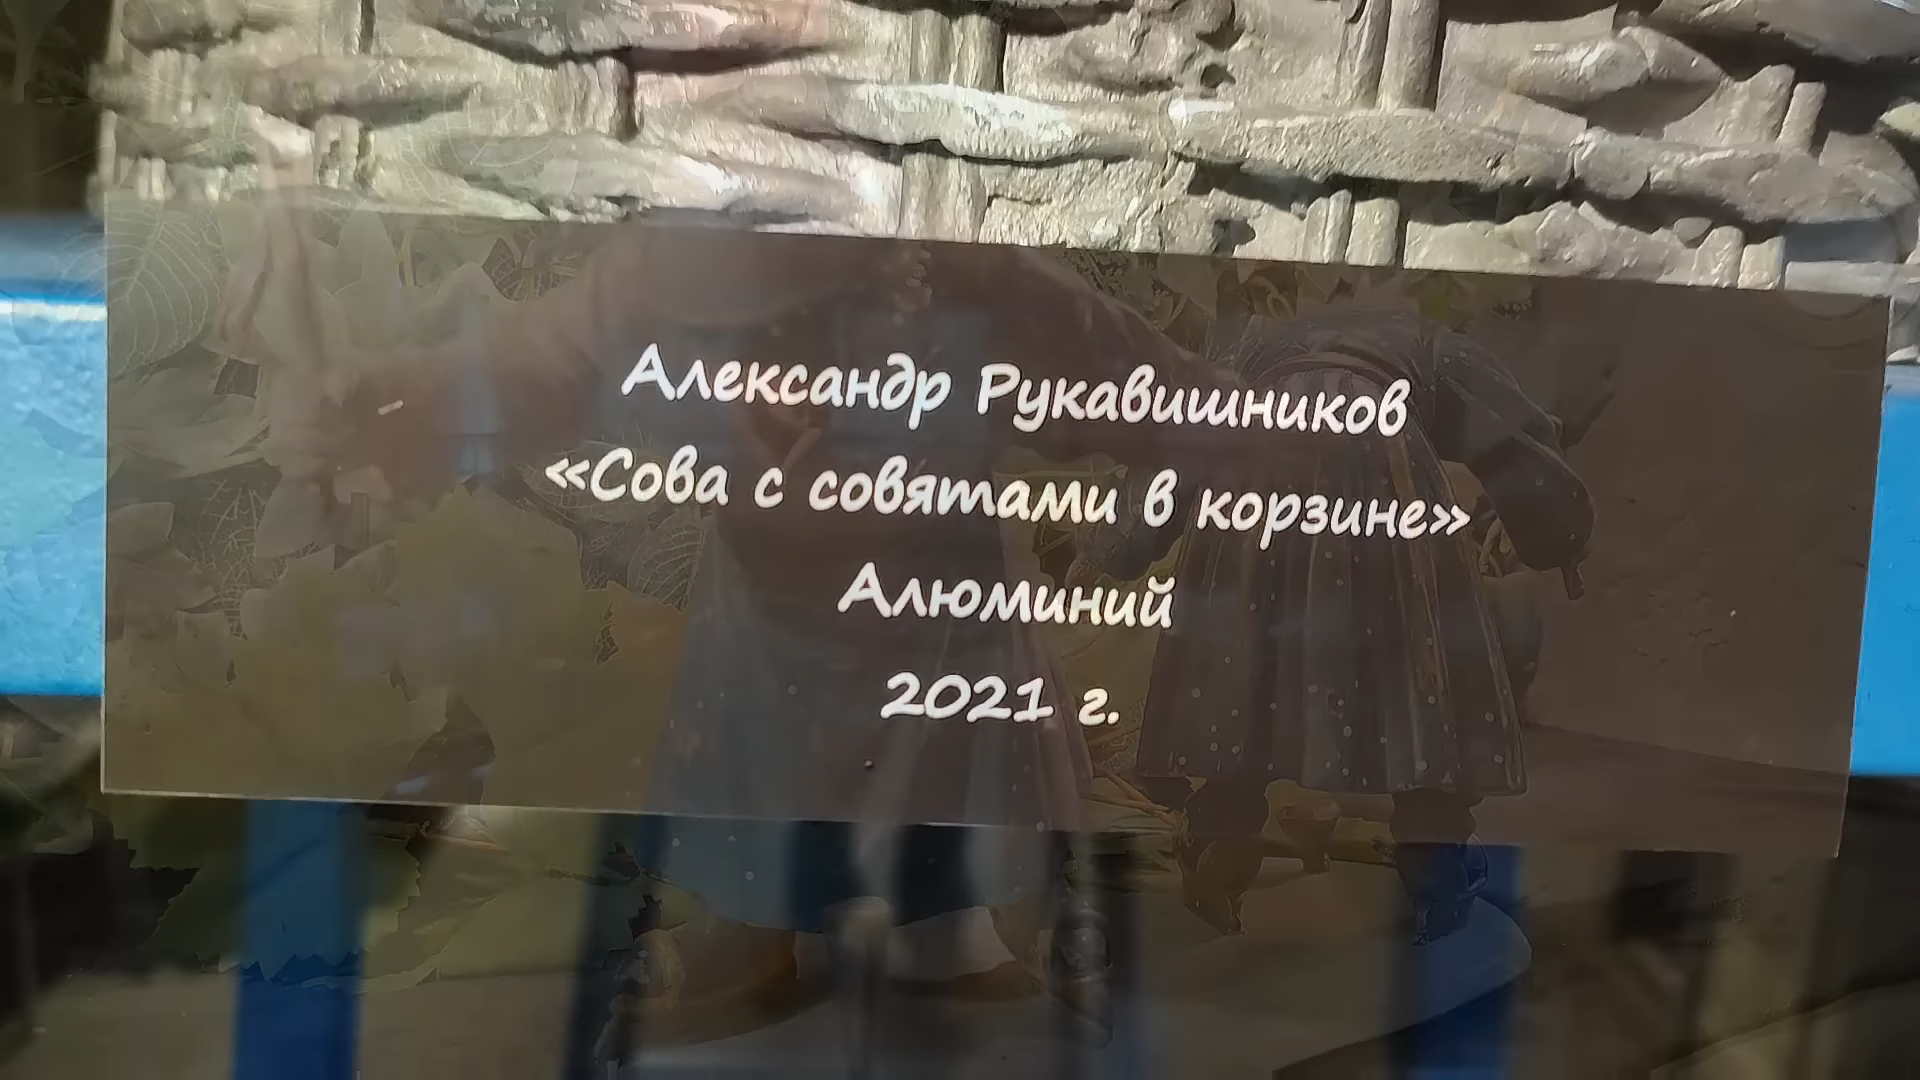 Александр Рукавишников
«Сова с совятами в корзине»
Алюминий
2021 г.